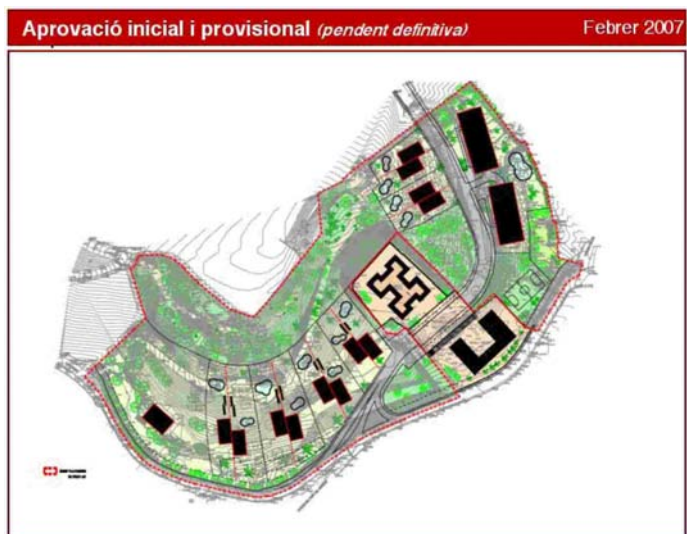 Aprovació inicial i provisional (pendent definitiva)
Febrer 2007